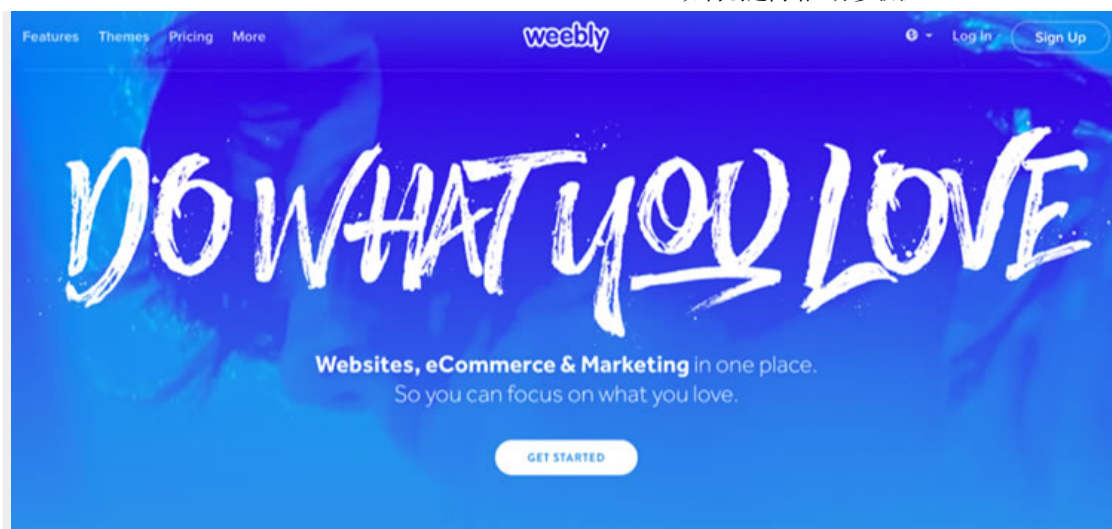 Features Themes Pricing More weebly Log In Sign Up
DO WHAT YOU LOVE
Websites, eCommerce & Marketing in one place.
So you can focus on what you love.
GET STARTED